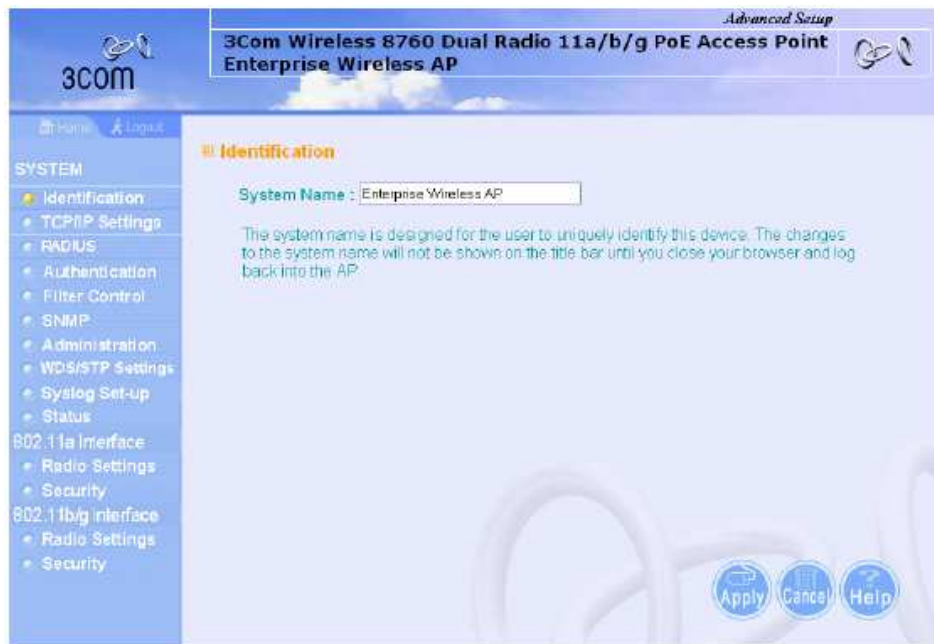 Advanced Setup
3Com Wireless 8760 Dual Radio 11a/b/g PoE Access Point
Enterprise Wireless AP
3com
Home Logout
SYSTEM
Identification
TCP/IP Settings
RADIUS
Authentication
Filter Control
SNMP
Administration
WDS/STP Settings
Syslog Set-up
Status
802.11a Interface
Radio Settings
Security
802.11b/g Interface
Radio Settings
Security
Identification
System Name : Enterprise Wireless AP
The system name is designed for the user to uniquely identify this device. The changes
to the system name will not be shown on the title bar until you close your browser and log
back into the AP
Apply Cancel Help